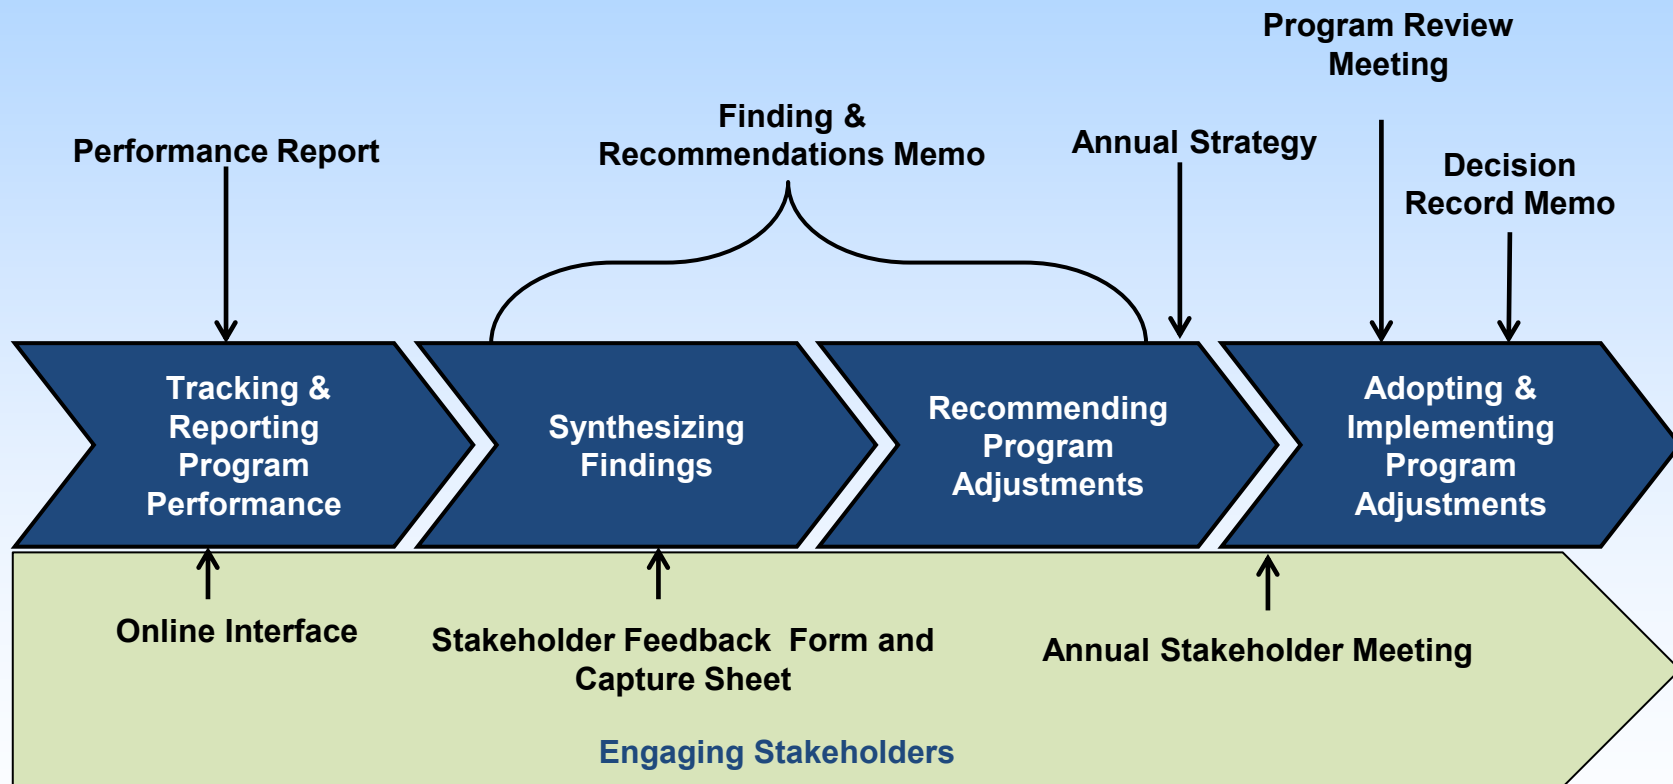 Program Review
Meeting
Finding &
Recommendations Memo
Performance Report
Annual Strategy
Decision
Record Memo
Tracking &
Reporting
Program
Performance
Synthesizing
Findings
Recommending
Program
Adjustments
Adopting &
Implementing
Program
Adjustments
Online Interface
Stakeholder Feedback  Form and
Capture Sheet
Annual Stakeholder Meeting
Engaging Stakeholders